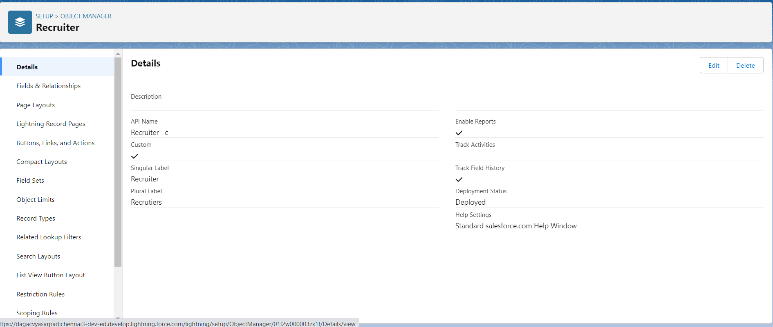 SETUP > OBJECT MANAGER
Recruiter
Details
Fields & Relationships
Page Layouts
Lightning Record Pages
Buttons, Links, and Actions
Compact Layouts
Field Sets
Object Limits
Record Types
Related Lookup Filters
Search Layouts
List View Button Layout
Restriction Rules
Scoping Rules
Details
Edit
Delete
Description
API Name
Recruiter__c
Custom
Singular Label
Recruiter
Plural Label
Recrutiers
Enable Reports
Track Activities
Track Field History
Deployment Status
Deployed
Help Settings
Standard salesforce.com Help Window